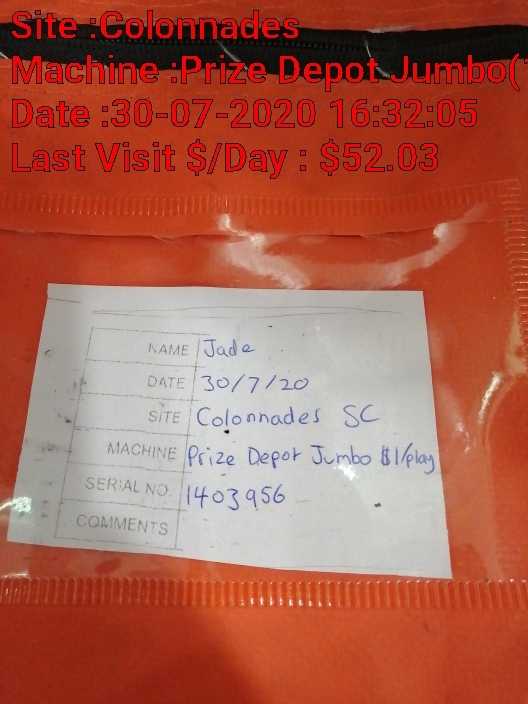 Site :Colonnades
Machine :Prize Depot Jumbo(
Date :30-07-2020 16:32:05
Last Visit $/Day : $52.03
NAME Jade
DATE 30/7/20
SITE Colonnades SC
MACHINE Prize Depot Jumbo $1/play
SERIAL NO. 1403956
COMMENTS